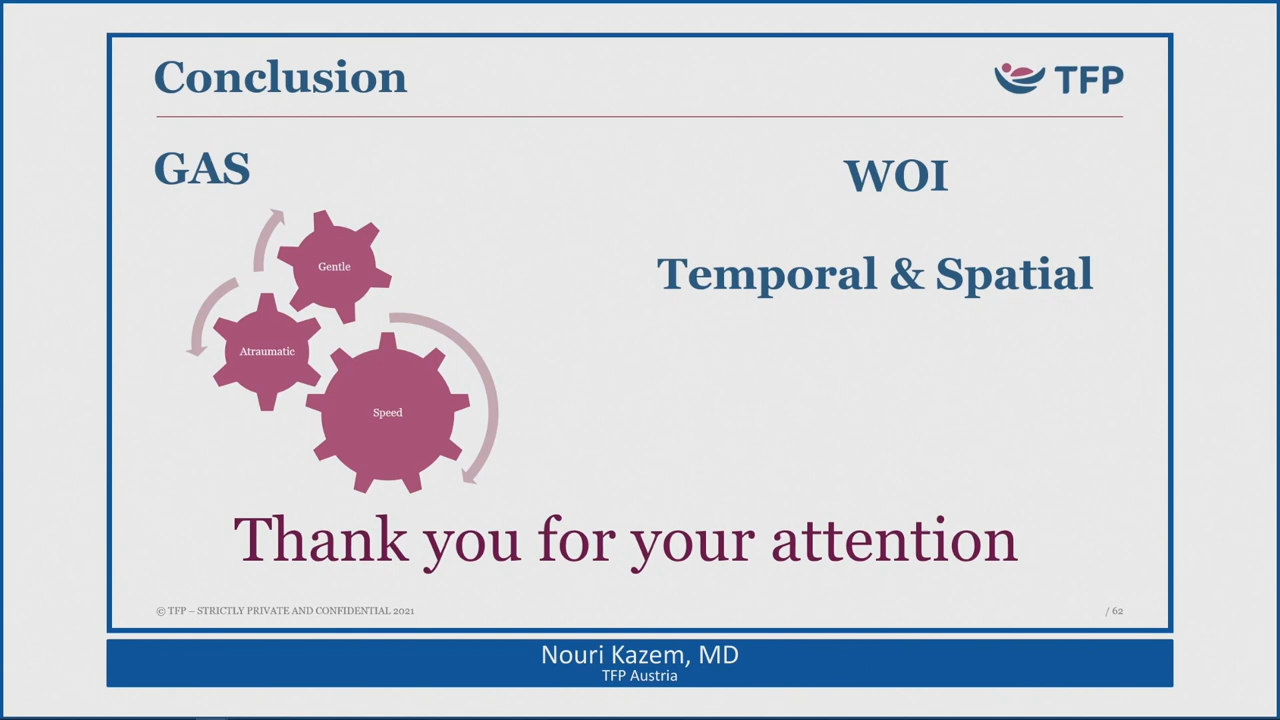 Conclusion
TFP
GAS
WOI
Temporal & Spatial
Gentle
Atraumatic
Speed
Thank you for your attention
© TFP – STRICTLY PRIVATE AND CONFIDENTIAL 2021
/ 62
Nouri Kazem, MD
TFP Austria